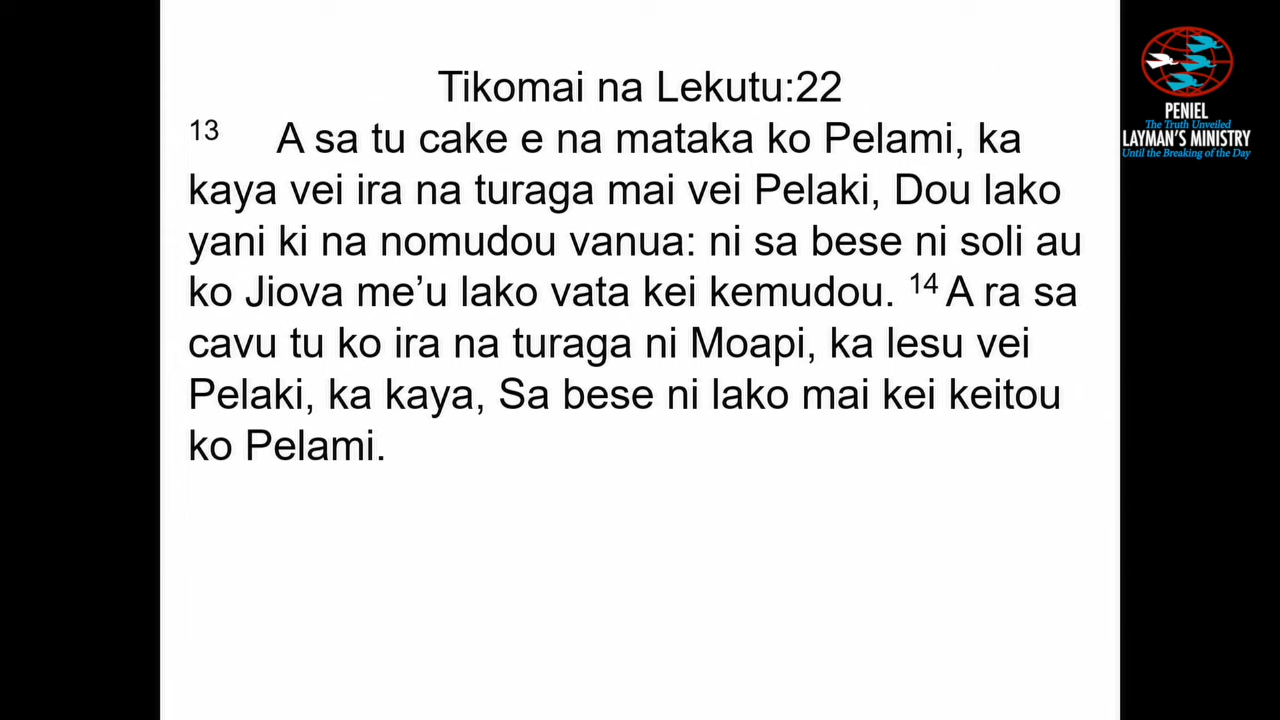 Tikomai na Lekutu:22
13 A sa tu cake e na mataka ko Pelami, ka
kaya vei ira na turaga mai vei Pelaki, Dou lako
yani ki na nomudou vanua: ni sa bese ni soli au
ko Jiova me’u lako vata kei kemudou. 14 A ra sa
cavu tu ko ira na turaga ni Moapi, ka lesu vei
Pelaki, ka kaya, Sa bese ni lako mai kei keitou
ko Pelami.
PENIEL
The Truth Unveiled
LAYMAN'S MINISTRY
Until the Breaking of the Day